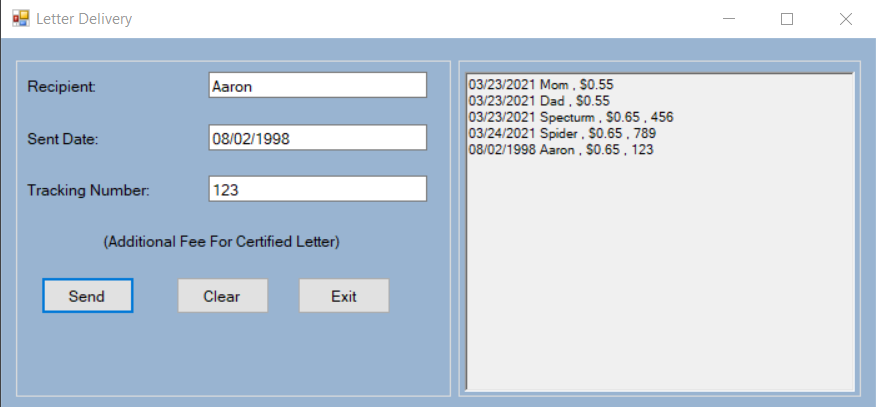 Letter Delivery
Recipient: Aaron
Sent Date: 08/02/1998
Tracking Number: 123
(Additional Fee For Certified Letter)
Send Clear Exit
03/23/2021 Mom , $0.55
03/23/2021 Dad , $0.55
03/23/2021 Specturm , $0.65 , 456
03/24/2021 Spider , $0.65 , 789
08/02/1998 Aaron , $0.65 , 123